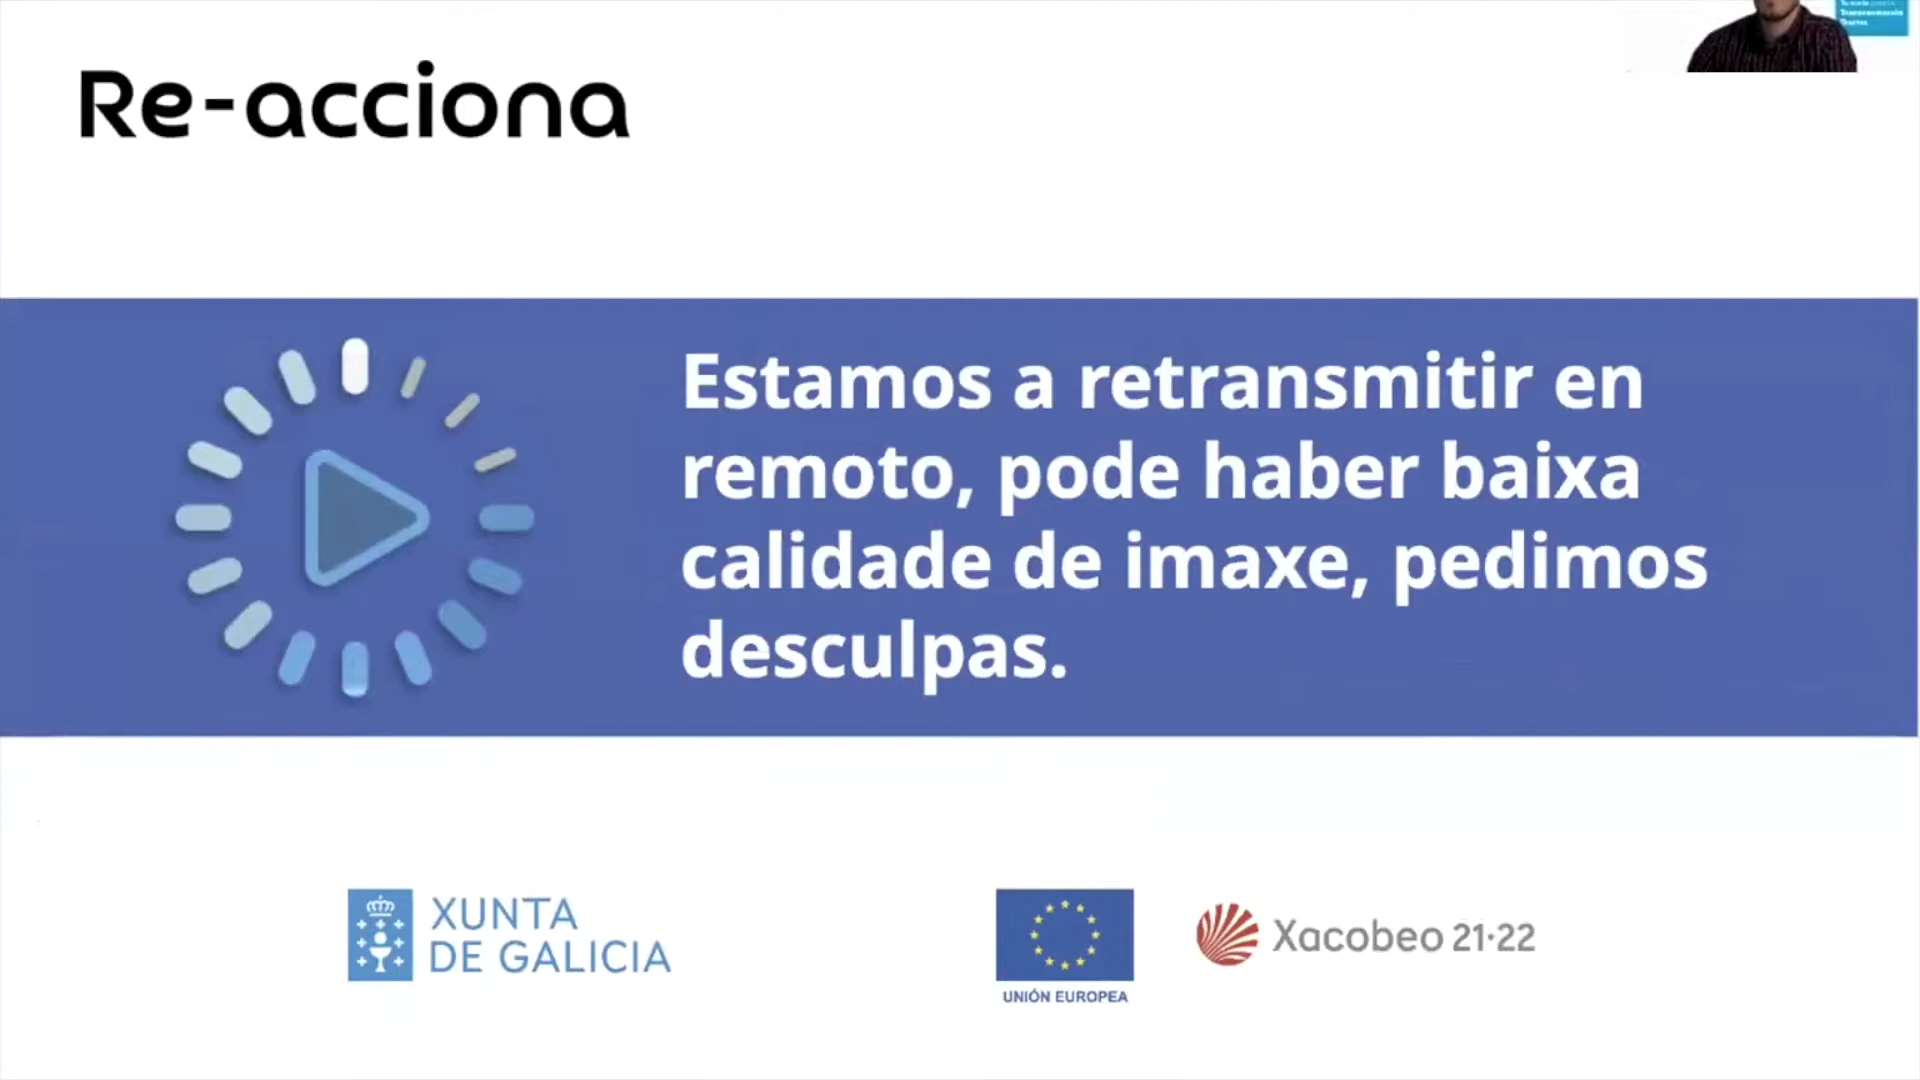 Re-acciona
Estamos a retransmitir en
remoto, pode haber baixa
calidade de imaxe, pedimos
desculpas.
XUNTA
DE GALICIA
UNIÓN EUROPEA
Xacobeo 21·22